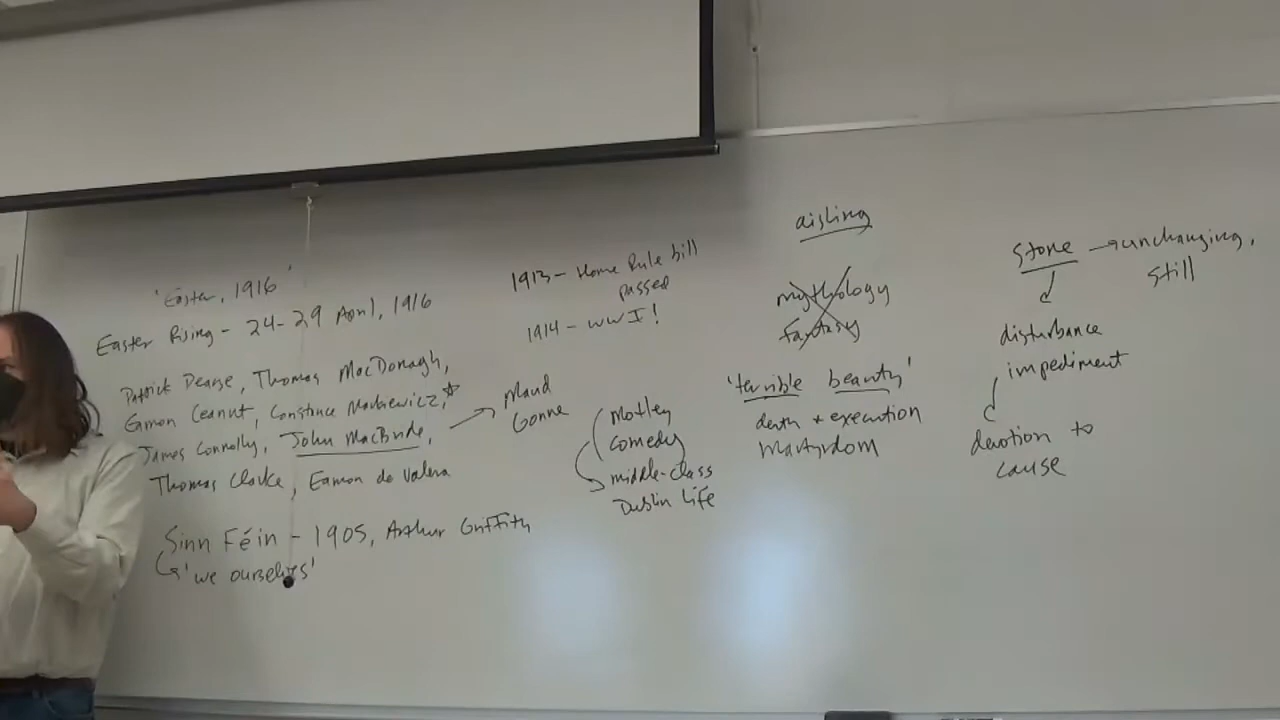 'Easter, 1916'
Easter Rising - 24-29 April, 1916
Patrick Pearse, Thomas MacDonagh,
Eamon Ceannt, Constance Markiewicz,*
James Connolly, John MacBride,
Thomas Clarke, Eamon de Valera
Sinn Féin - 1905, Arthur Griffith
'we ourselves'
1913 - Home Rule bill
passed
1914 - WWI!
Maud
Gonne
Motley
comedy
middle-class
Dublin life
aisling
mythology
fantasy
'terrible beauty'
death + execution
Martyrdom
Stone → unchanging,
still
disturbance
impediment
devotion to
cause